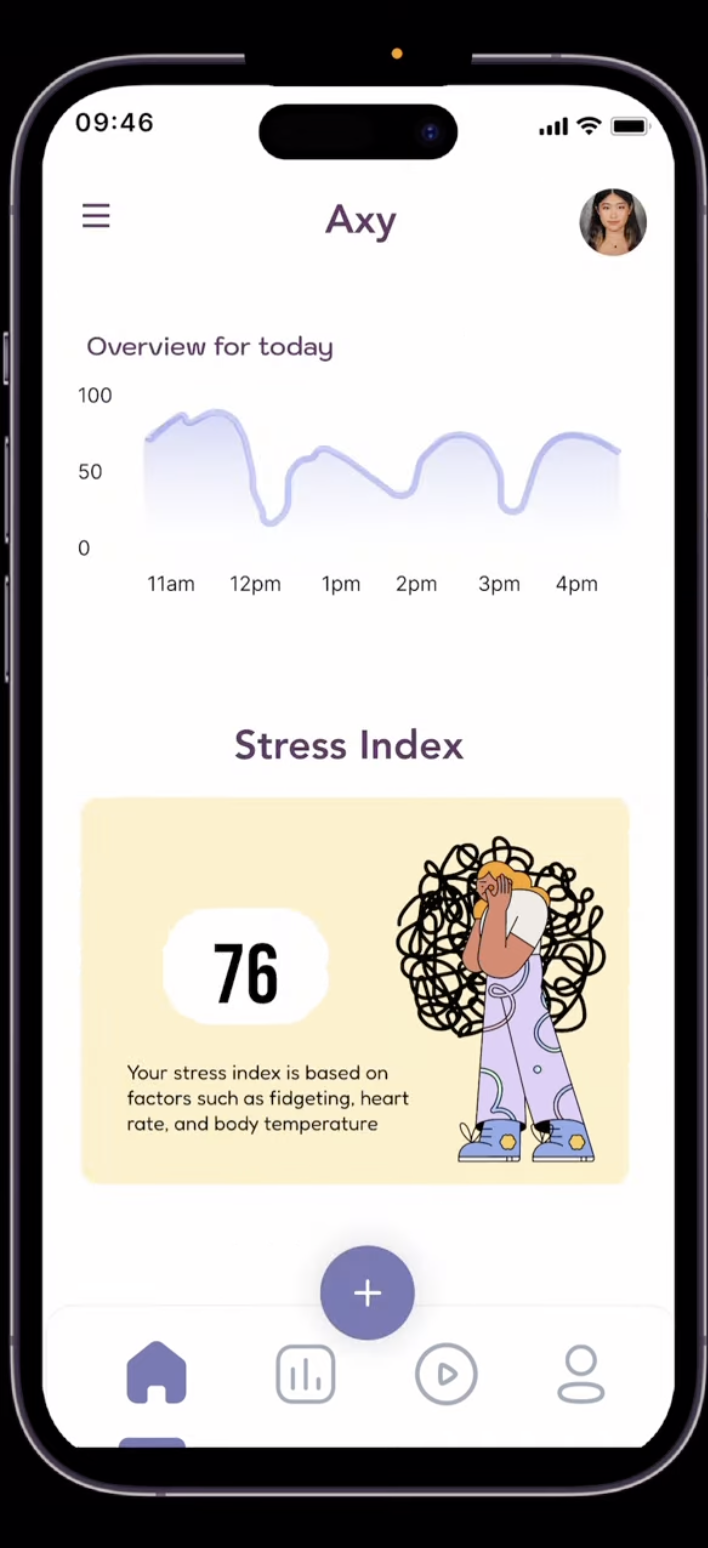 09:46
Axy
Overview for today
100
50
0
11am 12pm 1pm 2pm 3pm 4pm
Stress Index
76
Your stress index is based on
factors such as fidgeting, heart
rate, and body temperature